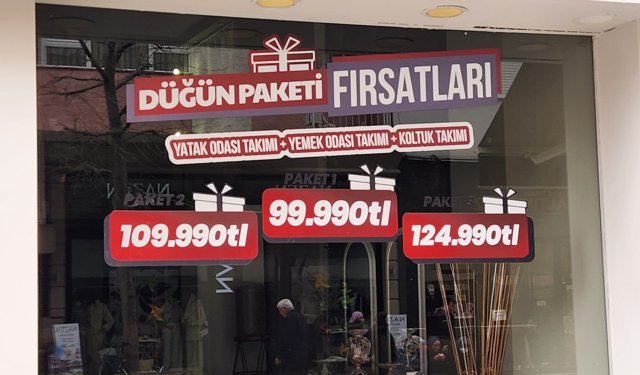 DÜĞÜN PAKETİ FIRSATLARI
YATAK ODASI TAKIMI + YEMEK ODASI TAKIMI + KOLTUK TAKIMI
PAKET 2
109.990tl
PAKET 1
99.990tl
PAKET
124.990tl